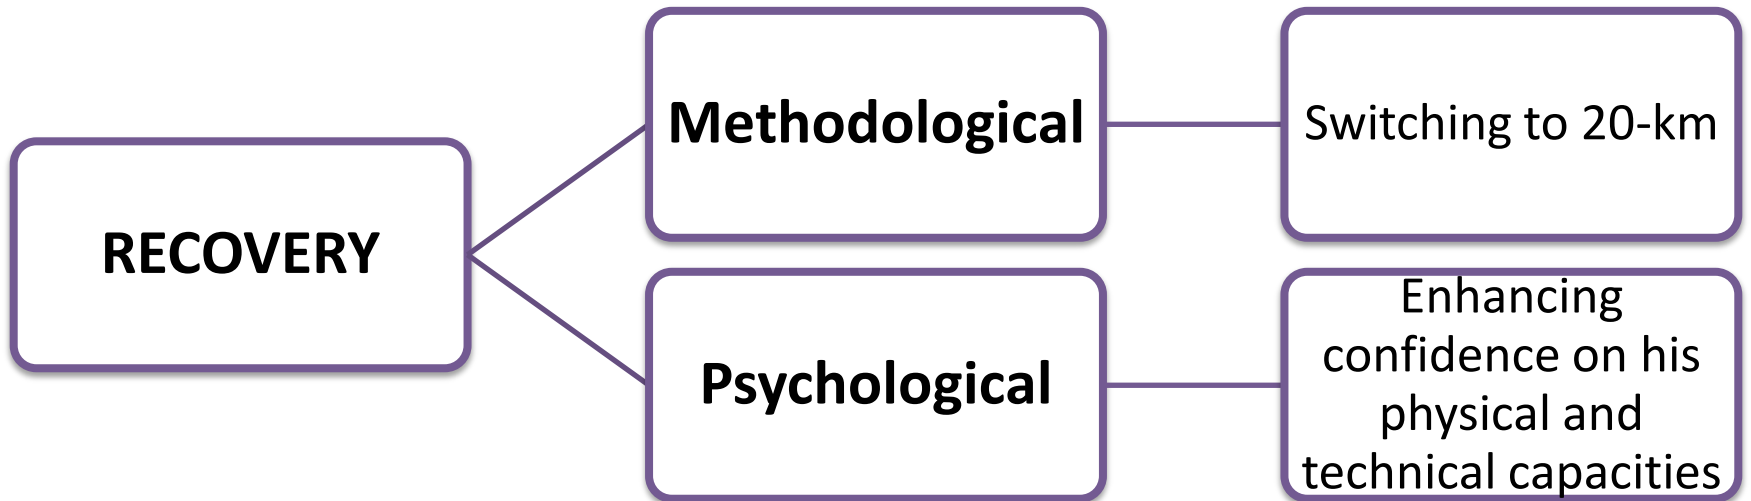 RECOVERY
Methodological
Switching to 20-km
Psychological
Enhancing
confidence on his
physical and
technical capacities